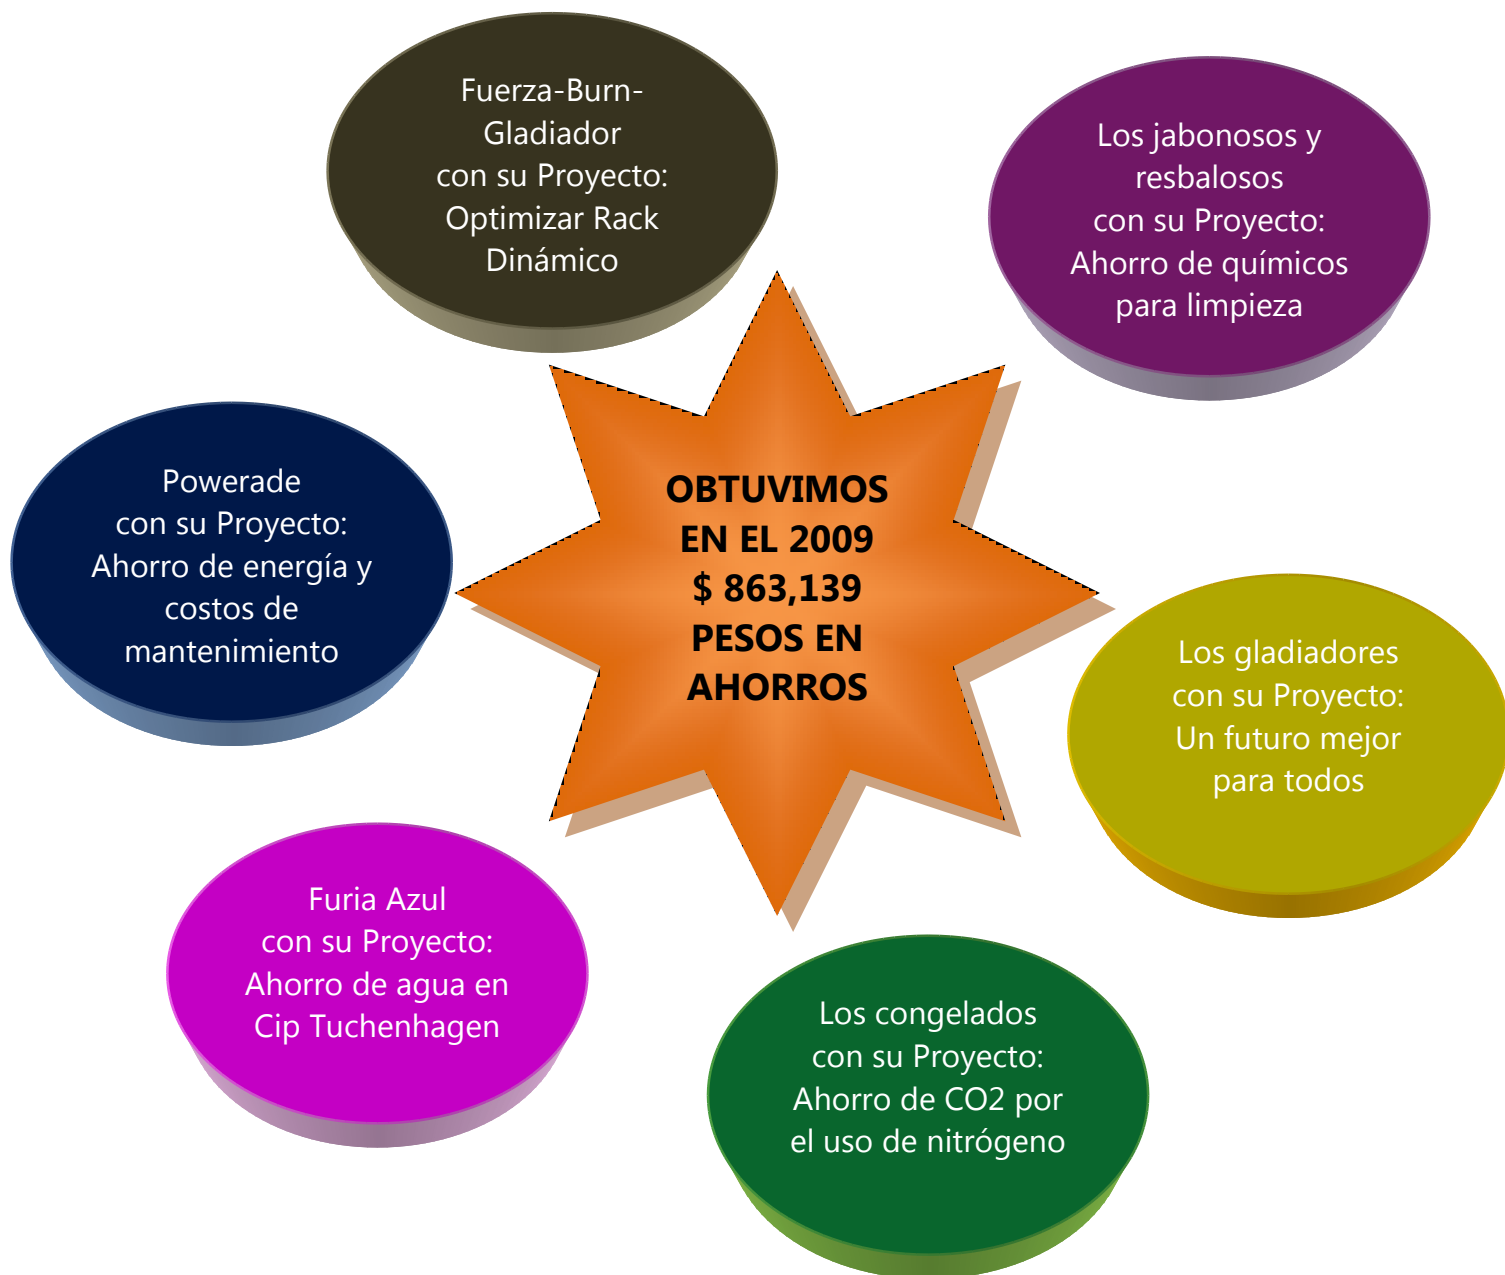 Fuerza-Burn-
Gladiador
con su Proyecto:
Optimizar Rack
Dinámico
Los jabonosos y
resbalosos
con su Proyecto:
Ahorro de químicos
para limpieza
Powerade
con su Proyecto:
Ahorro de energía y
costos de
mantenimiento
OBTUVIMOS
EN EL 2009
$ 863,139
PESOS EN
AHORROS
Los gladiadores
con su Proyecto:
Un futuro mejor
para todos
Furia Azul
con su Proyecto:
Ahorro de agua en
Cip Tuchenhagen
Los congelados
con su Proyecto:
Ahorro de CO2 por
el uso de nitrógeno